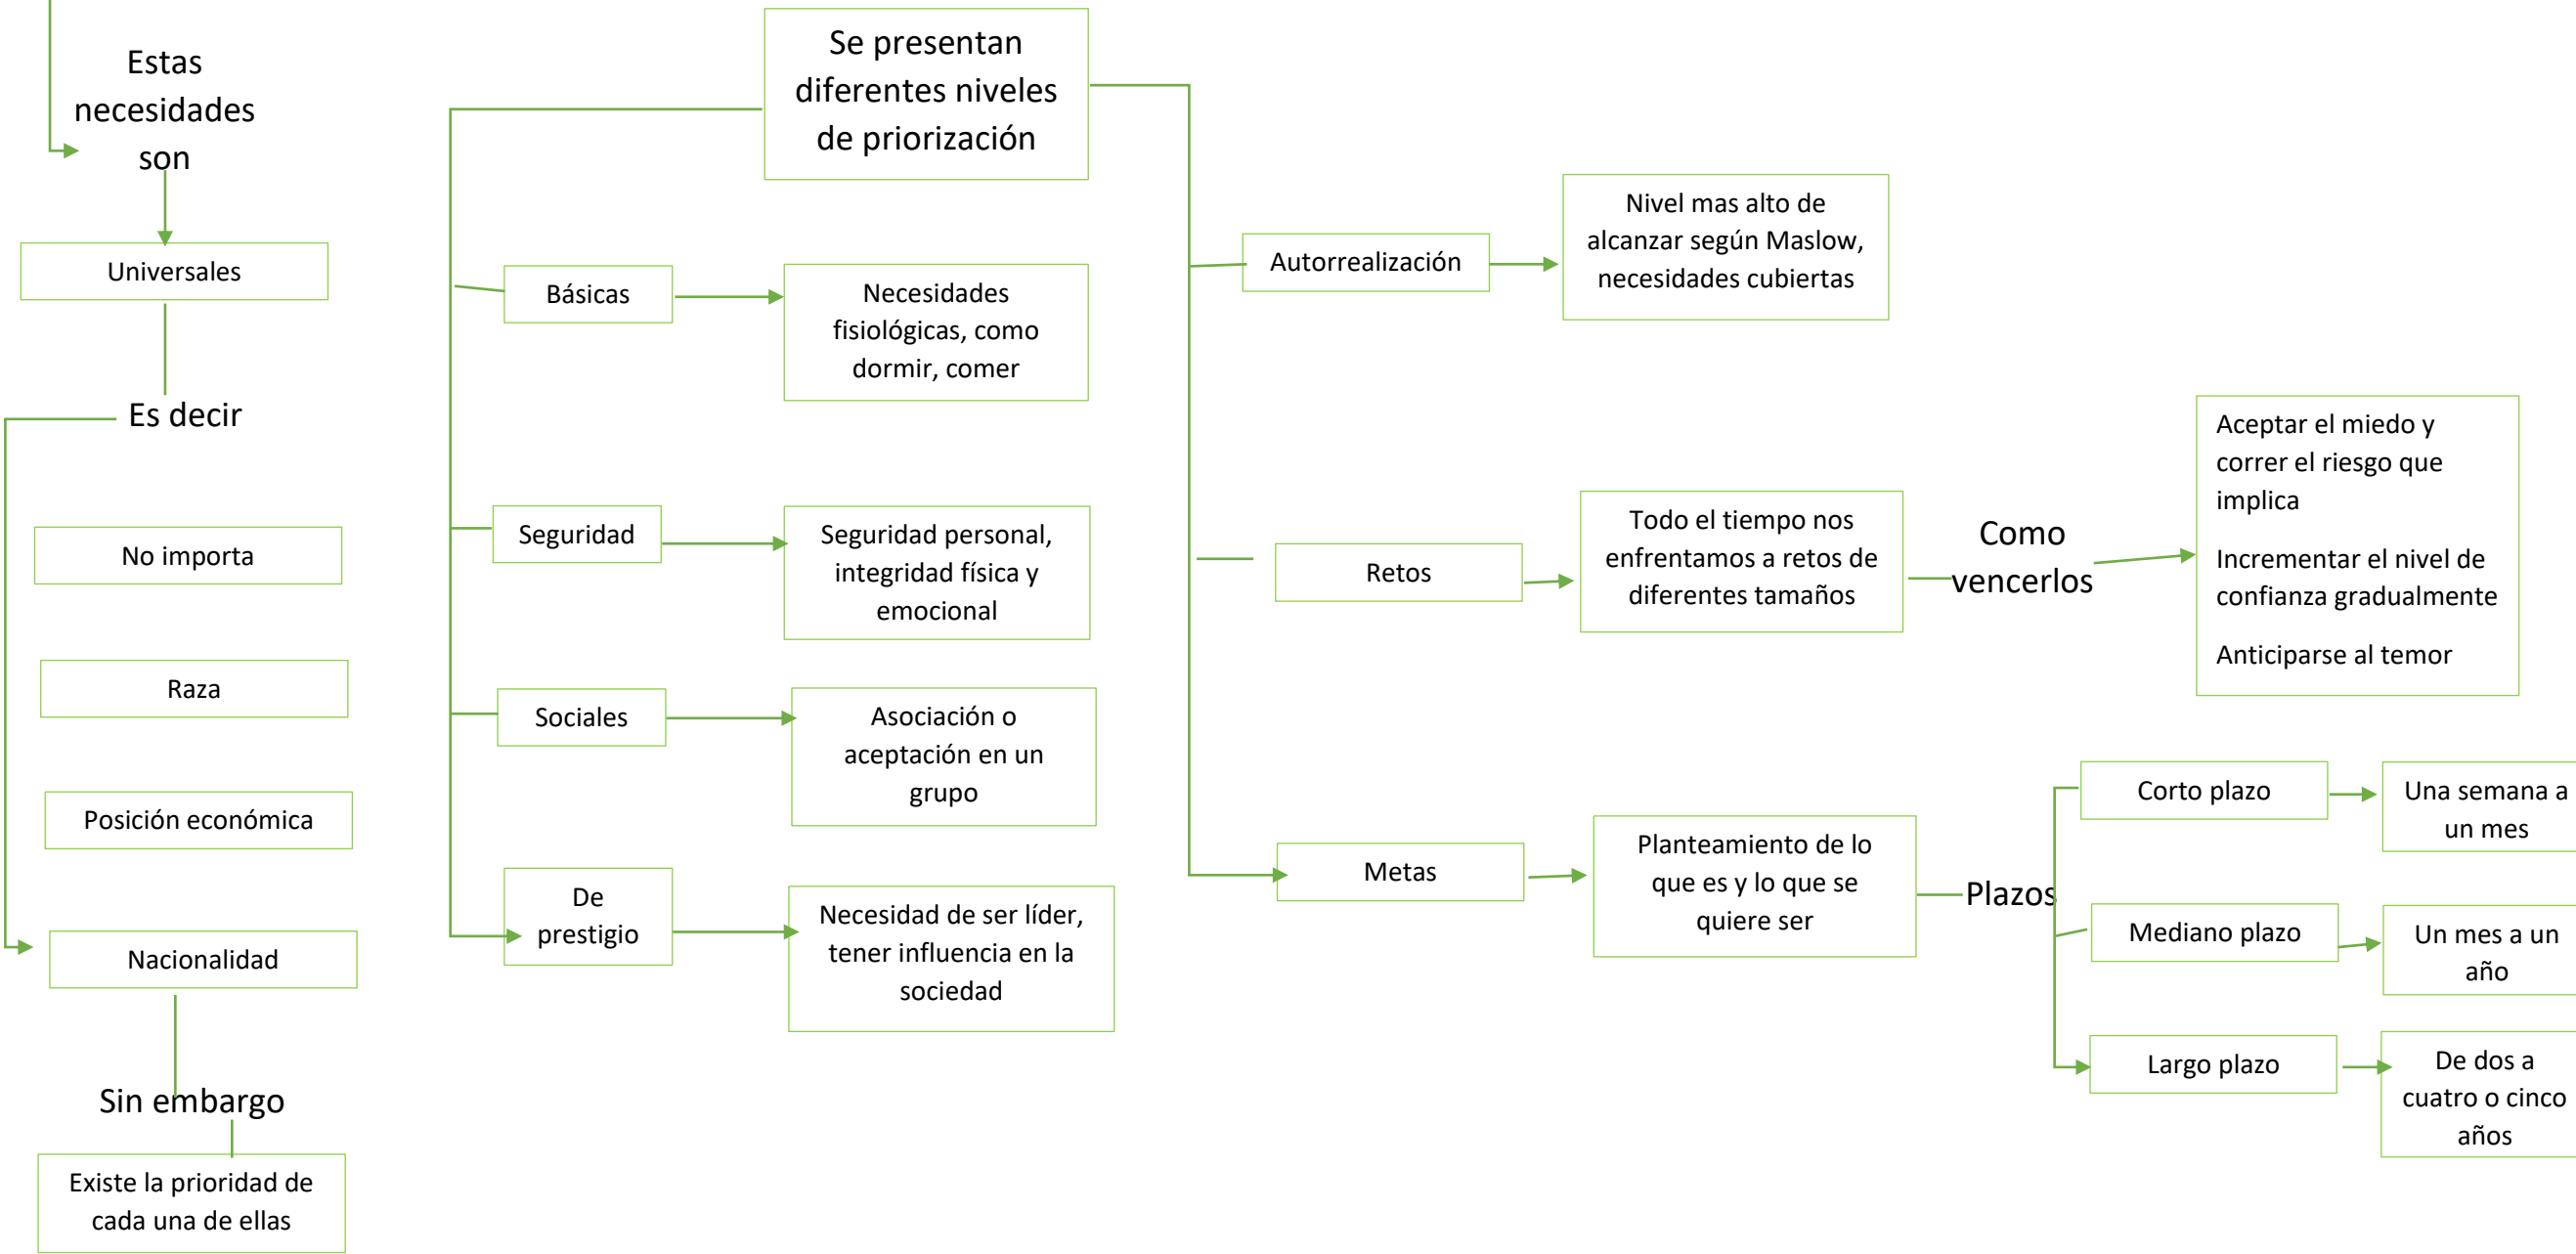 Estas
necesidades
son
Universales
Es decir
No importa
Raza
Posición económica
Nacionalidad
Sin embargo
Existe la prioridad de
cada una de ellas
Se presentan
diferentes niveles
de priorización
Básicas
Necesidades
fisiológicas, como
dormir, comer
Seguridad
Seguridad personal,
integridad física y
emocional
Sociales
Asociación o
aceptación en un
grupo
De
prestigio
Necesidad de ser líder,
tener influencia en la
sociedad
Autorrealización
Nivel mas alto de
alcanzar según Maslow,
necesidades cubiertas
Retos
Todo el tiempo nos
enfrentamos a retos de
diferentes tamaños
Como
vencerlos
Aceptar el miedo y
correr el riesgo que
implica
Incrementar el nivel de
confianza gradualmente
Anticiparse al temor
Metas
Planteamiento de lo
que es y lo que se
quiere ser
Plazos
Corto plazo
Una semana a
un mes
Mediano plazo
Un mes a un
año
Largo plazo
De dos a
cuatro o cinco
años